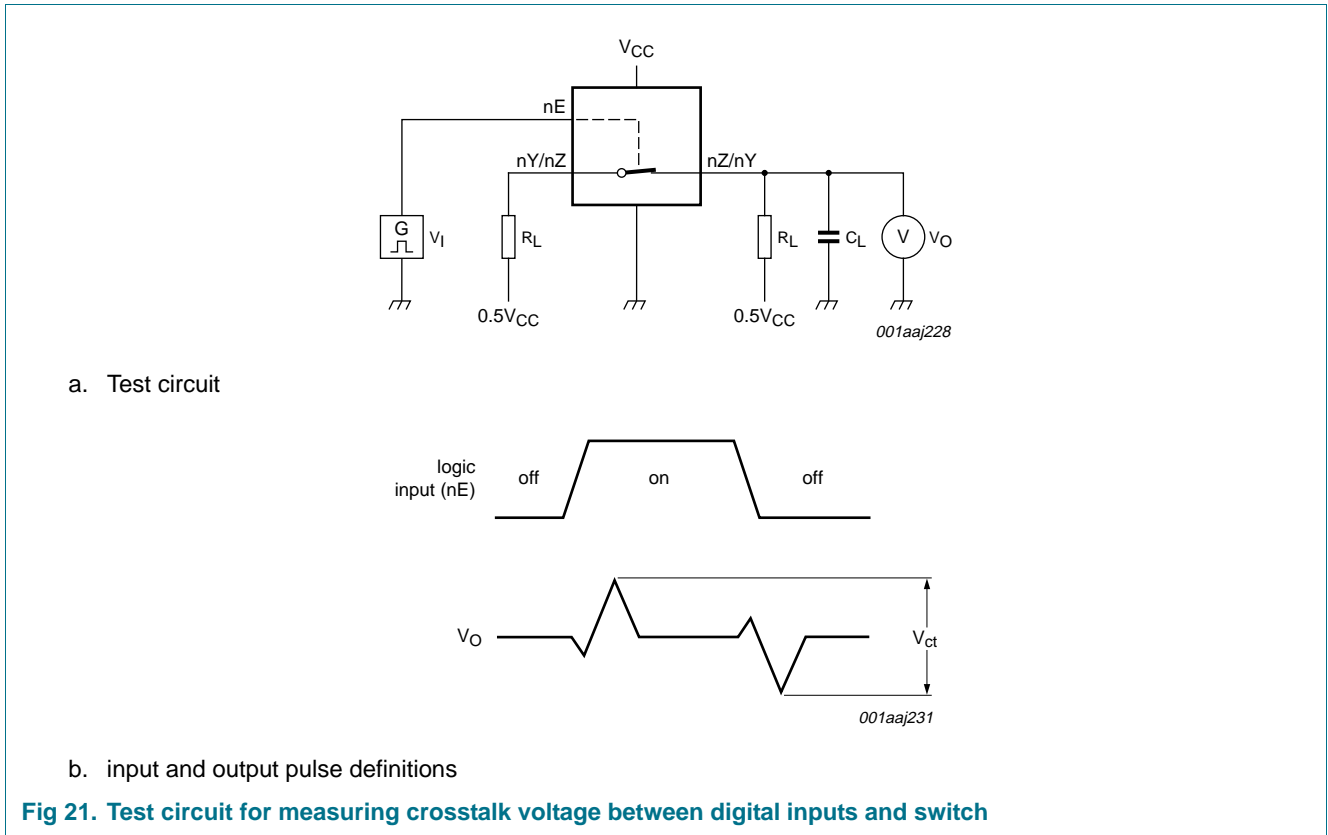 VCC
nE
nY/nZ
nZ/nY
G
VI
RL
RL
CL
V
VO
0.5VCC
0.5VCC
001aaj228
a. Test circuit
logic
input (nE)
off
on
off
VO
Vct
001aaj231
b. input and output pulse definitions
Fig 21. Test circuit for measuring crosstalk voltage between digital inputs and switch